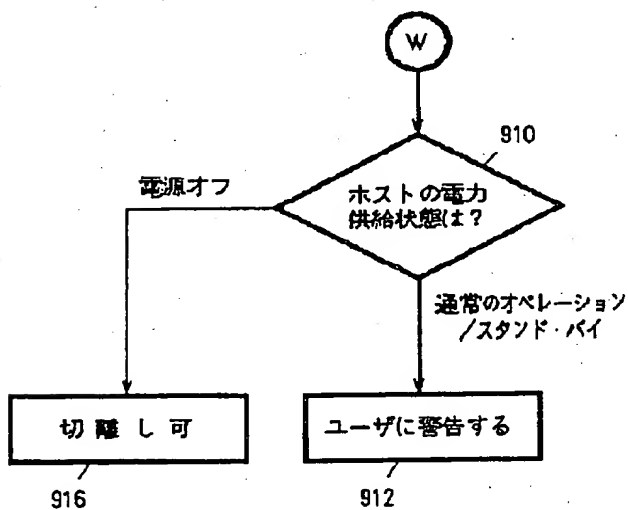 W
910
電源オフ
ホストの電力
供給状態は?
通常のオペレーション
/スタンド・バイ
切離し可
ユーザに警告する
916
912